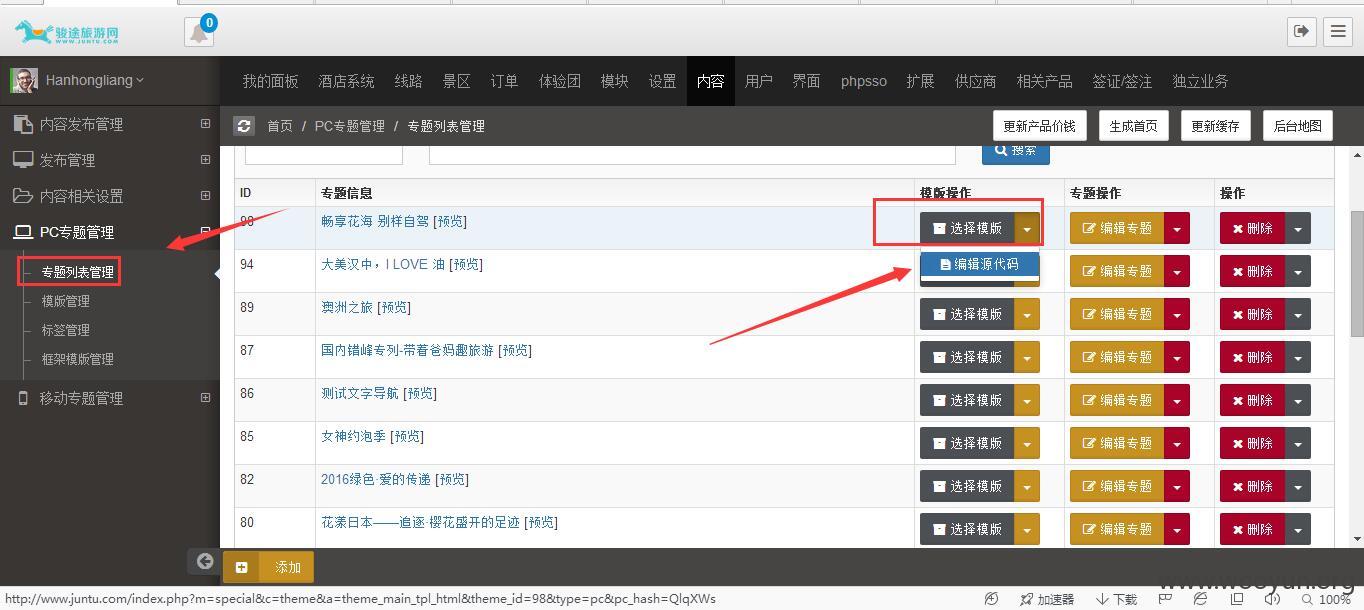 骏途旅游网
WWW.JUNTU.COM
0
Hanhongliang
我的面板 酒店系统 线路 景区 订单 体验团 模块 设置 内容 用户 界面 phpsso 扩展 供应商 相关产品 签证/签注 独立业务
首页 / PC专题管理 / 专题列表管理
更新产品价钱 生成首页 更新缓存 后台地图
内容发布管理
发布管理
内容相关设置
PC专题管理
专题列表管理
模版管理
标签管理
框架模版管理
移动专题管理
搜索
ID 专题信息 模版操作 专题操作 操作
98 畅享花海 别样自驾 [预览] 选择模版 编辑专题 删除
94 大美汉中，I LOVE 油 [预览] 编辑源代码 编辑专题 删除
89 澳洲之旅 [预览] 选择模版 编辑专题 删除
87 国内错峰专列-带着爸妈趣旅游 [预览] 选择模版 编辑专题 删除
86 测试文字导航 [预览] 选择模版 编辑专题 删除
85 女神约泡季 [预览] 选择模版 编辑专题 删除
82 2016绿色·爱的传递 [预览] 选择模版 编辑专题 删除
80 花漾日本——追逐·樱花盛开的足迹 [预览] 选择模版 编辑专题 删除
添加
www.wooyun.org
http://www.juntu.com/index.php?m=special&c=theme&a=theme_main_tpl_html&theme_id=98&type=pc&pc_hash=QlqXWs
加速器 下载 100%